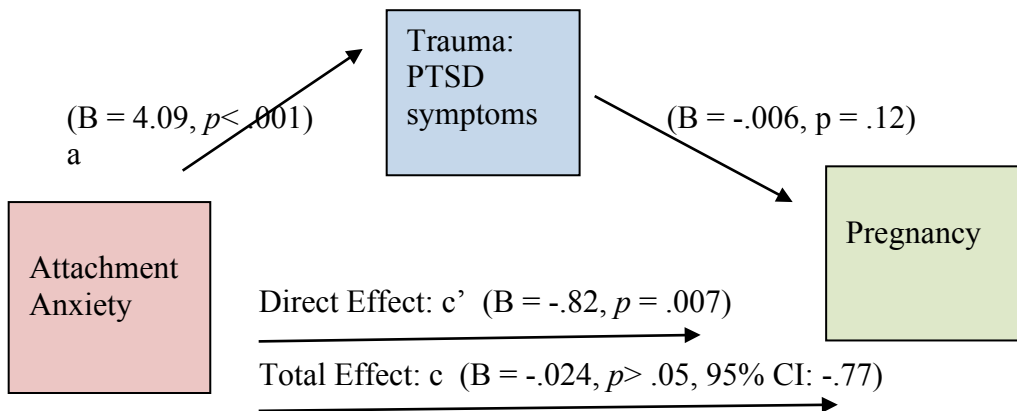 Trauma:
PTSD
symptoms
(B = 4.09, p< .001)
a
(B = -.006, p = .12)
Attachment
Anxiety
Pregnancy
Direct Effect: c’ (B = -.82, p = .007)
Total Effect: c (B = -.024, p> .05, 95% CI: -.77)